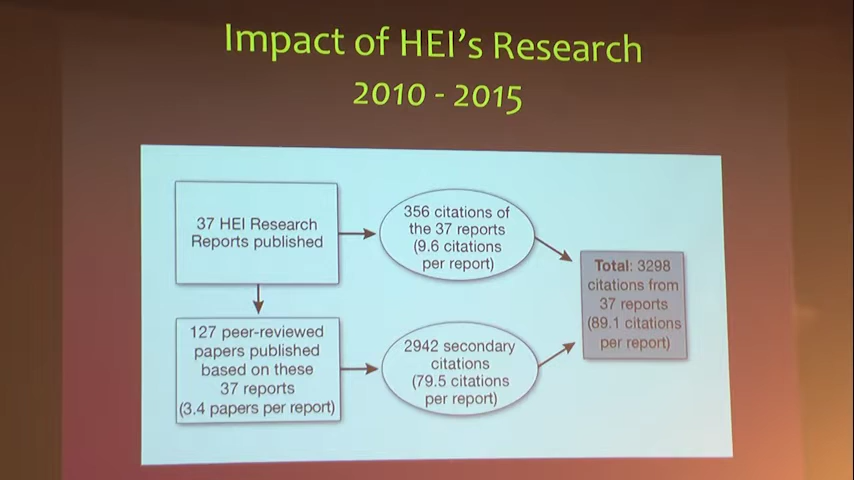 Impact of HEI's Research
2010 - 2015
37 HEI Research
Reports published
356 citations of
the 37 reports
(9.6 citations
per report)
Total: 3298
citations from
37 reports
(89.1 citations
per report)
127 peer-reviewed
papers published
based on these
37 reports
(3.4 papers per report)
2942 secondary
citations
(79.5 citations
per report)